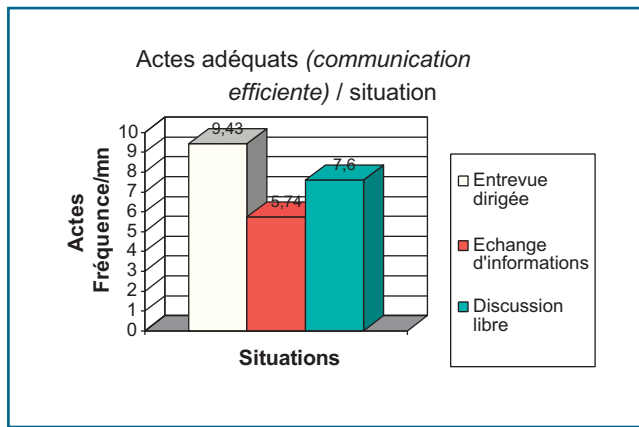 Actes adéquats (communication
efficiente) / situation
10
9
8
7
6
5
4
3
2
1
0
9,43
5,74
7,6
Actes
Fréquence/mn
Situations
Entrevue
dirigée
Echange
d'informations
Discussion
libre